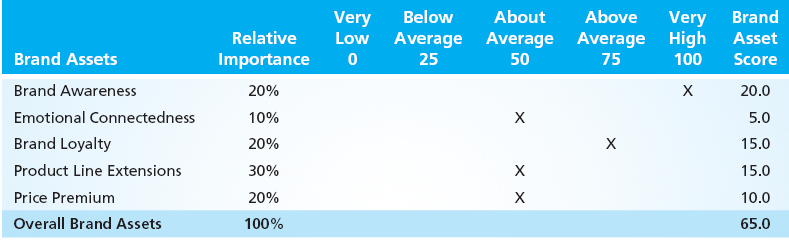 Very Below About Above Very Brand
Relative Low Average Average Average High Asset
Brand Assets Importance 0 25 50 75 100 Score
Brand Awareness 20% X 20.0
Emotional Connectedness 10% X 5.0
Brand Loyalty 20% X 15.0
Product Line Extensions 30% X 15.0
Price Premium 20% X 10.0
Overall Brand Assets 100% 65.0